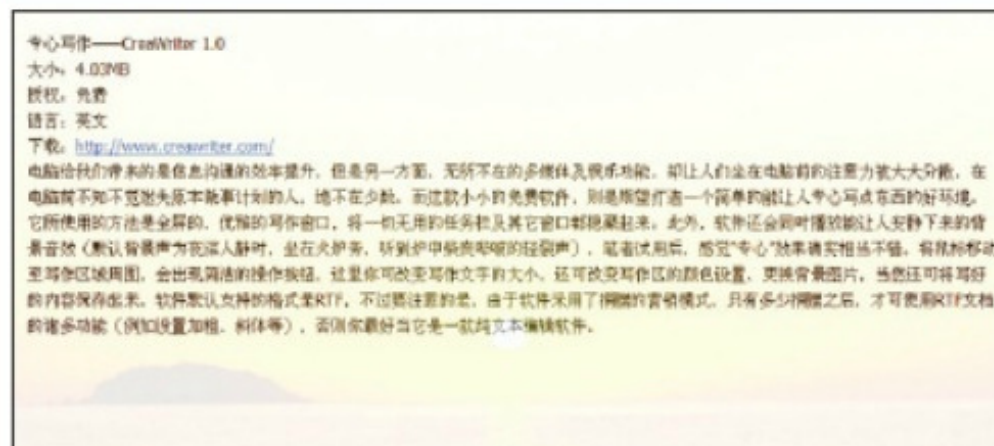 专心写作——CreaWriter 1.0
大小：4.03MB
授权：免费
语言：英文
下载：http://www.creawriter.com/
电脑给我们带来的是信息沟通的效率提升，但是另一方面，无所不在的多媒体及娱乐功能，却让人们坐在电脑前的注意力被大大分散，在
电脑前不知不觉迷失原本做事计划的人，绝不在少数。而这款小小的免费软件，则是期望打造一个简单的能让人专心写点东西的好环境。
它所使用的方法是全屏的、优雅的写作窗口，将一切无用的任务栏及其它窗口都隐藏起来。此外，软件还会同时播放能让人安静下来的背
景音效（默认背景声为夜深人静时，坐在火炉旁，听到炉中柴炭哔啵的轻裂声），笔者试用后，感觉“专心”效果确实相当不错。将鼠标移动
至写作区域周围，会出现简洁的操作按钮，这里你可改变写作文字的大小，还可改变写作区的颜色设置、更换背景图片，当然还可将写好
的内容保存起来。软件默认支持的格式是RTF，不过要注意的是，由于软件采用了捐赠的营销模式，只有多少捐赠之后，才可使用RTF文档
的诸多功能（例如设置加粗、斜体等），否则你最好当它是一款纯文本编辑软件。